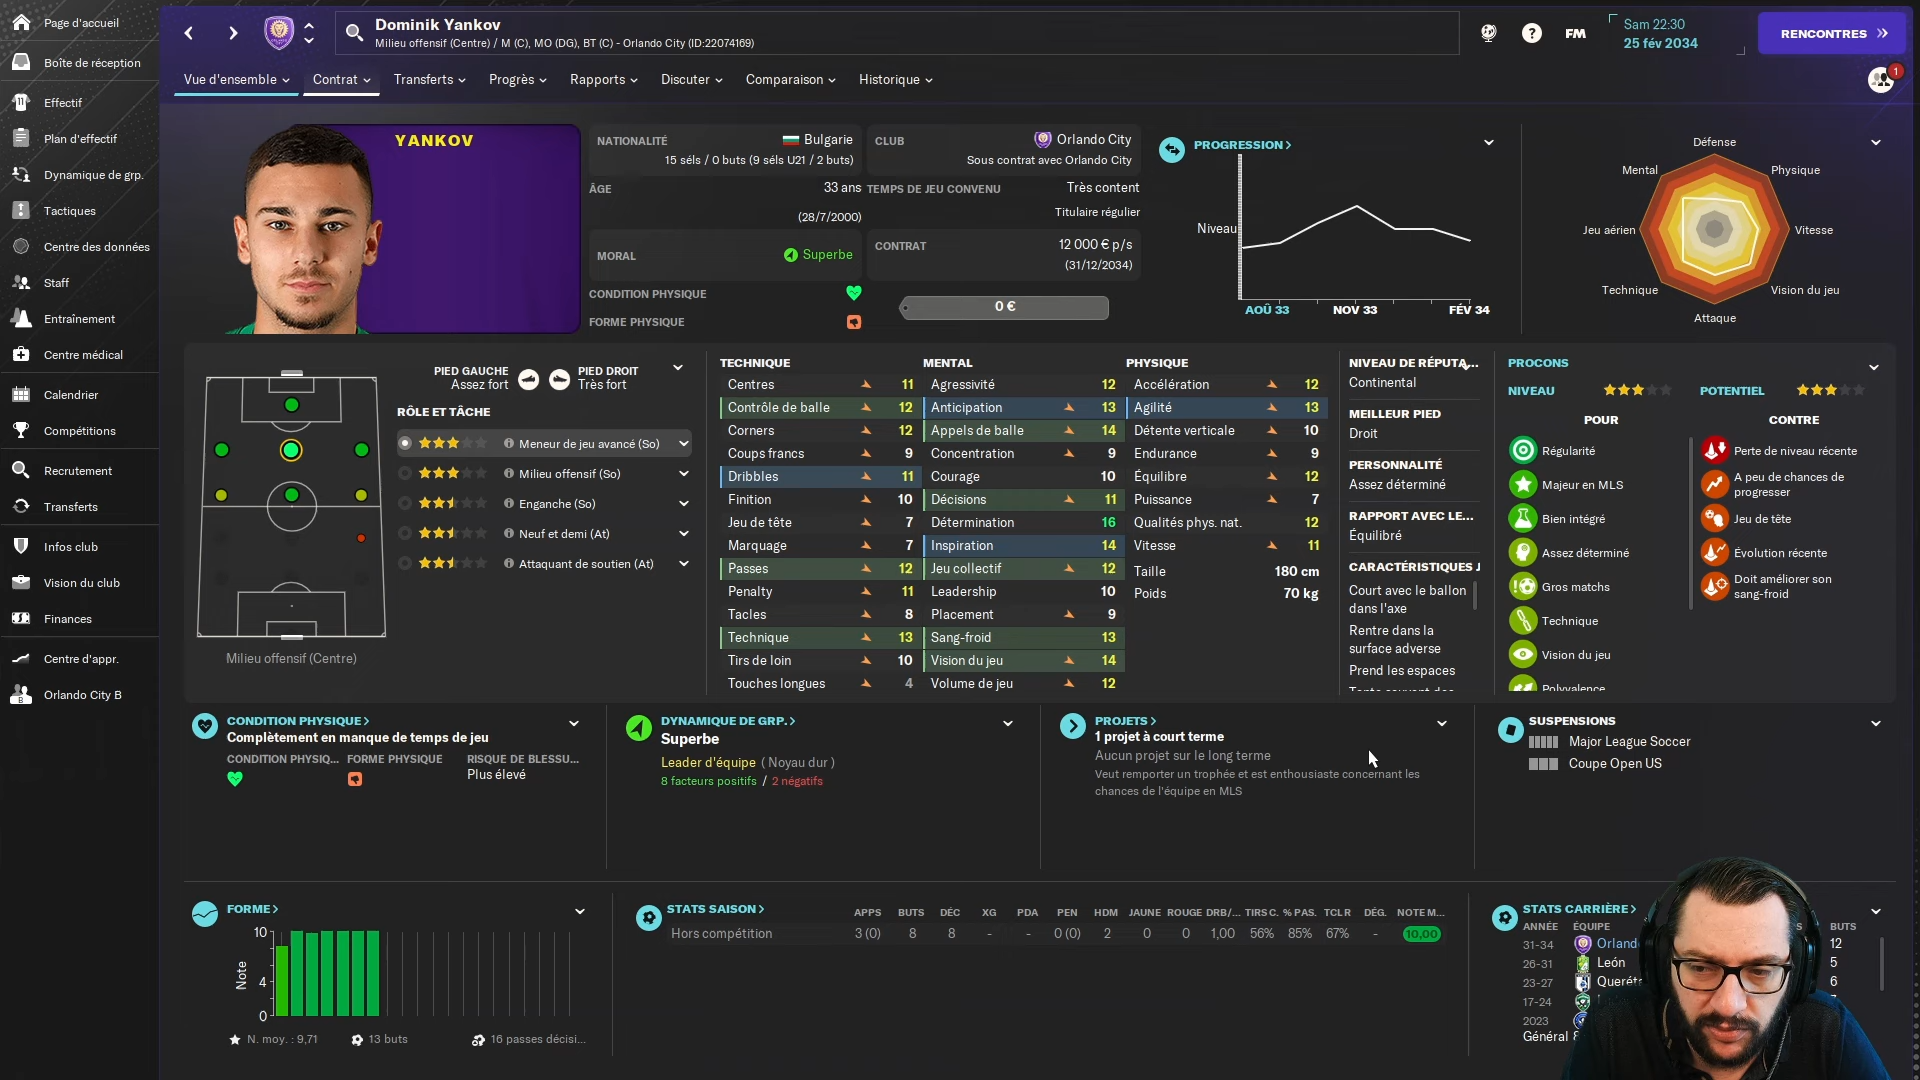 Page d'accueil
Boîte de réception
Effectif
Plan d'effectif
Dynamique de grp.
Tactiques
Centre des données
Staff
Entraînement
Centre médical
Calendrier
Compétitions
Recrutement
Transferts
Infos club
Vision du club
Finances
Centre d'appr.
Orlando City B
Dominik Yankov
Milieu offensif (Centre) / M (C), MO (DG), BT (C) - Orlando City (ID:22074169)
FM
Sam 22:30
25 fév 2034
RENCONTRES
1
Vue d'ensemble
Contrat
Transferts
Progrès
Rapports
Discuter
Comparaison
Historique
YANKOV
NATIONALITÉ
Bulgarie
15 séls / 0 buts (9 séls U21 / 2 buts)
ÂGE
33 ans
(28/7/2000)
MORAL
Superbe
CONDITION PHYSIQUE
FORME PHYSIQUE
CLUB
Orlando City
Sous contrat avec Orlando City
TEMPS DE JEU CONVENU
Très content
Titulaire régulier
CONTRAT
12 000 € p/s
(31/12/2034)
0 €
PROGRESSION
Niveau
AOÛ 33
NOV 33
FÉV 34
Défense
Physique
Vitesse
Vision du jeu
Attaque
Technique
Jeu aérien
Mental
PIED GAUCHE
Assez fort
PIED DROIT
Très fort
RÔLE ET TÂCHE
Meneur de jeu avancé (So)
Milieu offensif (So)
Enganche (So)
Neuf et demi (At)
Attaquant de soutien (At)
Milieu offensif (Centre)
TECHNIQUE
Centres 11
Contrôle de balle 12
Corners 12
Coups francs 9
Dribbles 11
Finition 10
Jeu de tête 7
Marquage 7
Passes 12
Penalty 11
Tacles 8
Technique 13
Tirs de loin 10
Touches longues 4
MENTAL
Agressivité 12
Anticipation 13
Appels de balle 14
Concentration 9
Courage 10
Décisions 11
Détermination 16
Inspiration 14
Jeu collectif 12
Leadership 10
Placement 9
Sang-froid 13
Vision du jeu 14
Volume de jeu 12
PHYSIQUE
Accélération 12
Agilité 13
Détente verticale 10
Endurance 9
Équilibre 12
Puissance 7
Qualités phys. nat. 12
Vitesse 11
Taille 180 cm
Poids 70 kg
NIVEAU DE RÉPUTA...
Continental
MEILLEUR PIED
Droit
PERSONNALITÉ
Assez déterminé
RAPPORT AVEC LE...
Équilibré
CARACTÉRISTIQUES J
Court avec le ballon
dans l'axe
Rentre dans la
surface adverse
Prend les espaces
PROCONS
NIVEAU
POTENTIEL
POUR
Régularité
Majeur en MLS
Bien intégré
Assez déterminé
Gros matchs
Technique
Vision du jeu
Polyvalence
CONTRE
Perte de niveau récente
A peu de chances de
progresser
Jeu de tête
Évolution récente
Doit améliorer son
sang-froid
CONDITION PHYSIQUE
Complètement en manque de temps de jeu
CONDITION PHYSIQ...
FORME PHYSIQUE
RISQUE DE BLESSU...
Plus élevé
DYNAMIQUE DE GRP.
Superbe
Leader d'équipe ( Noyau dur )
8 facteurs positifs / 2 négatifs
PROJETS
1 projet à court terme
Aucun projet sur le long terme
Veut remporter un trophée et est enthousiaste concernant les
chances de l'équipe en MLS
SUSPENSIONS
Major League Soccer
Coupe Open US
FORME
10
4
0
Note
N. moy. : 9,71
13 buts
16 passes décisi...
STATS SAISON
APPS BUTS DÉC XG PDA PEN HDM JAUNE ROUGE DRB/... TIRS C. % PAS. TCL R DÉG. NOTE M...
Hors compétition 3 (0) 8 8 - - 0 (0) 2 0 0 1,00 56% 85% 67% - 10,00
STATS CARRIÈRE
ANNÉE ÉQUIPE BUTS
31-34 12
26-31 León 5
23-27 6
17-24
2023
Général